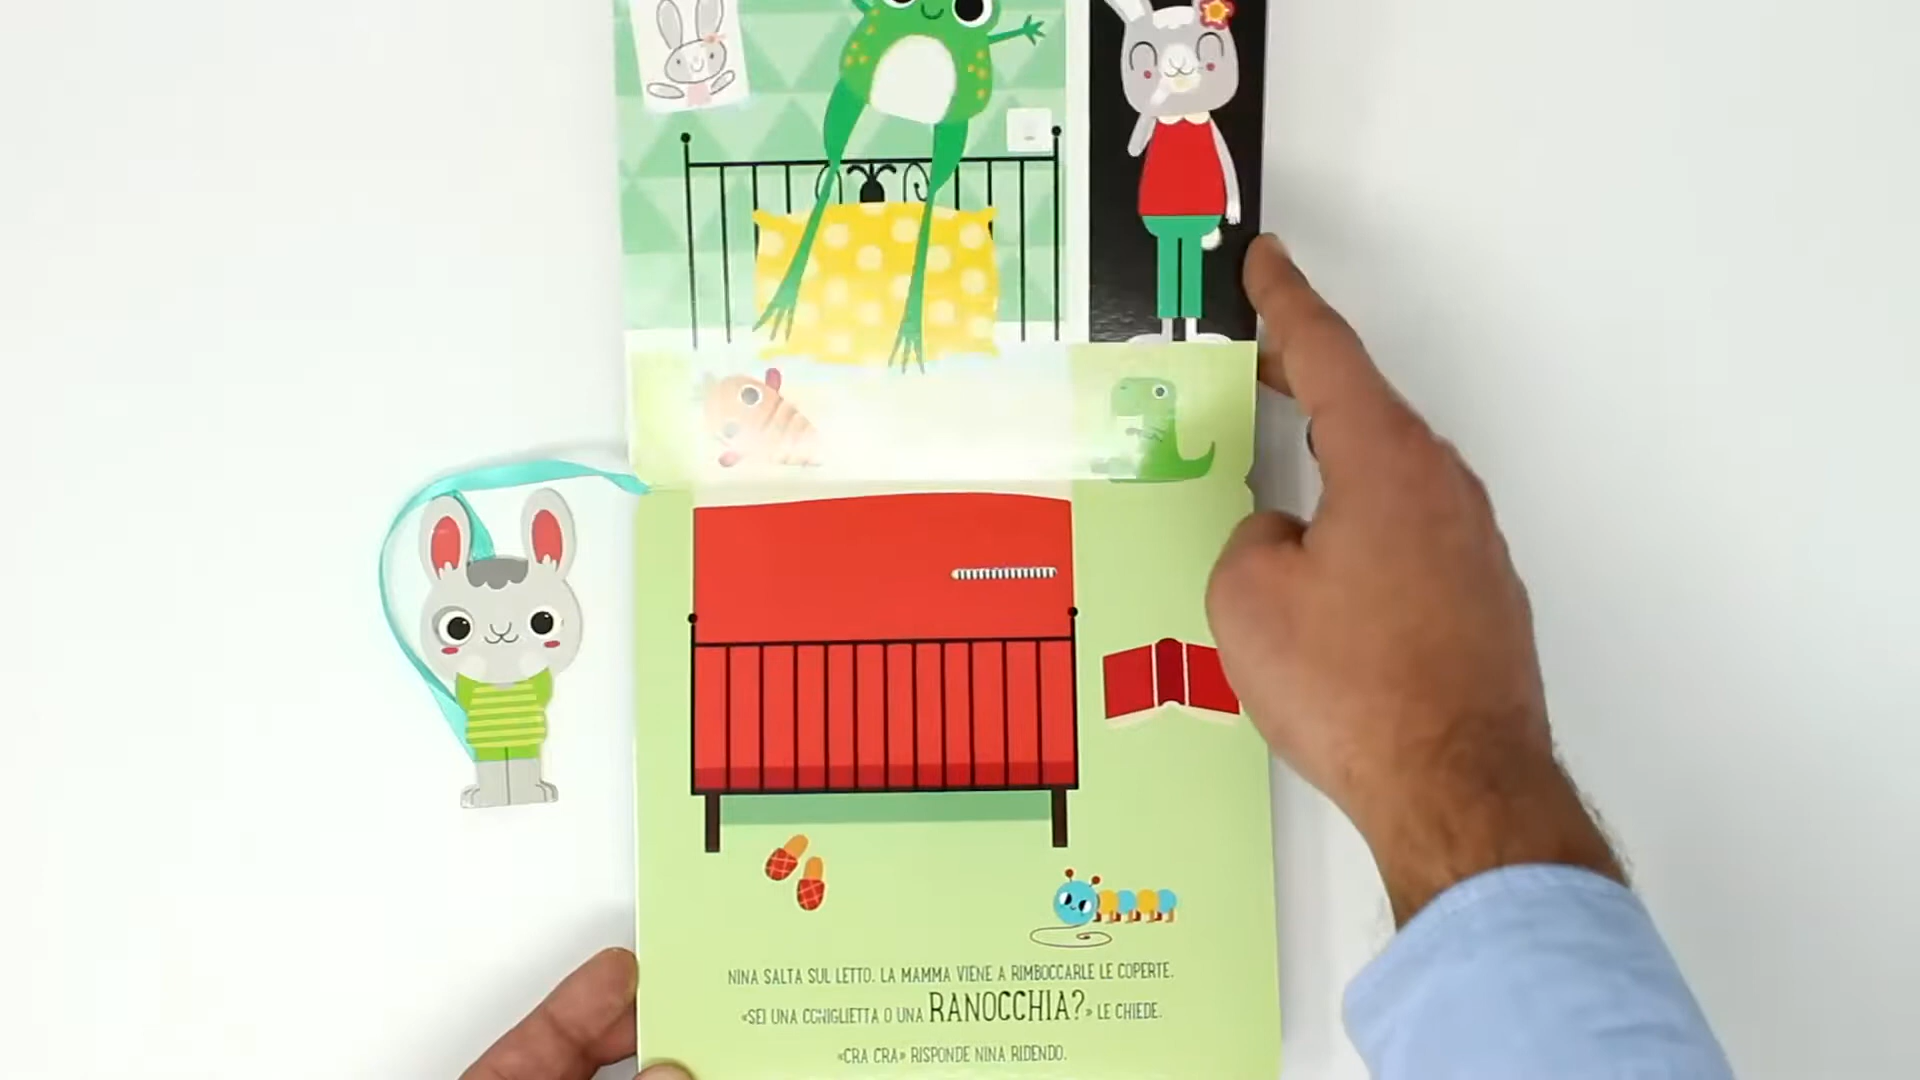 NINA SALTA SUL LETTO. LA MAMMA VIENE A RIMBOCCARLE LE COPERTE.
«SEI UNA CONIGLIETTA O UNA RANOCCHIA?» LE CHIEDE.
«CRA CRA» RISPONDE NINA RIDENDO.